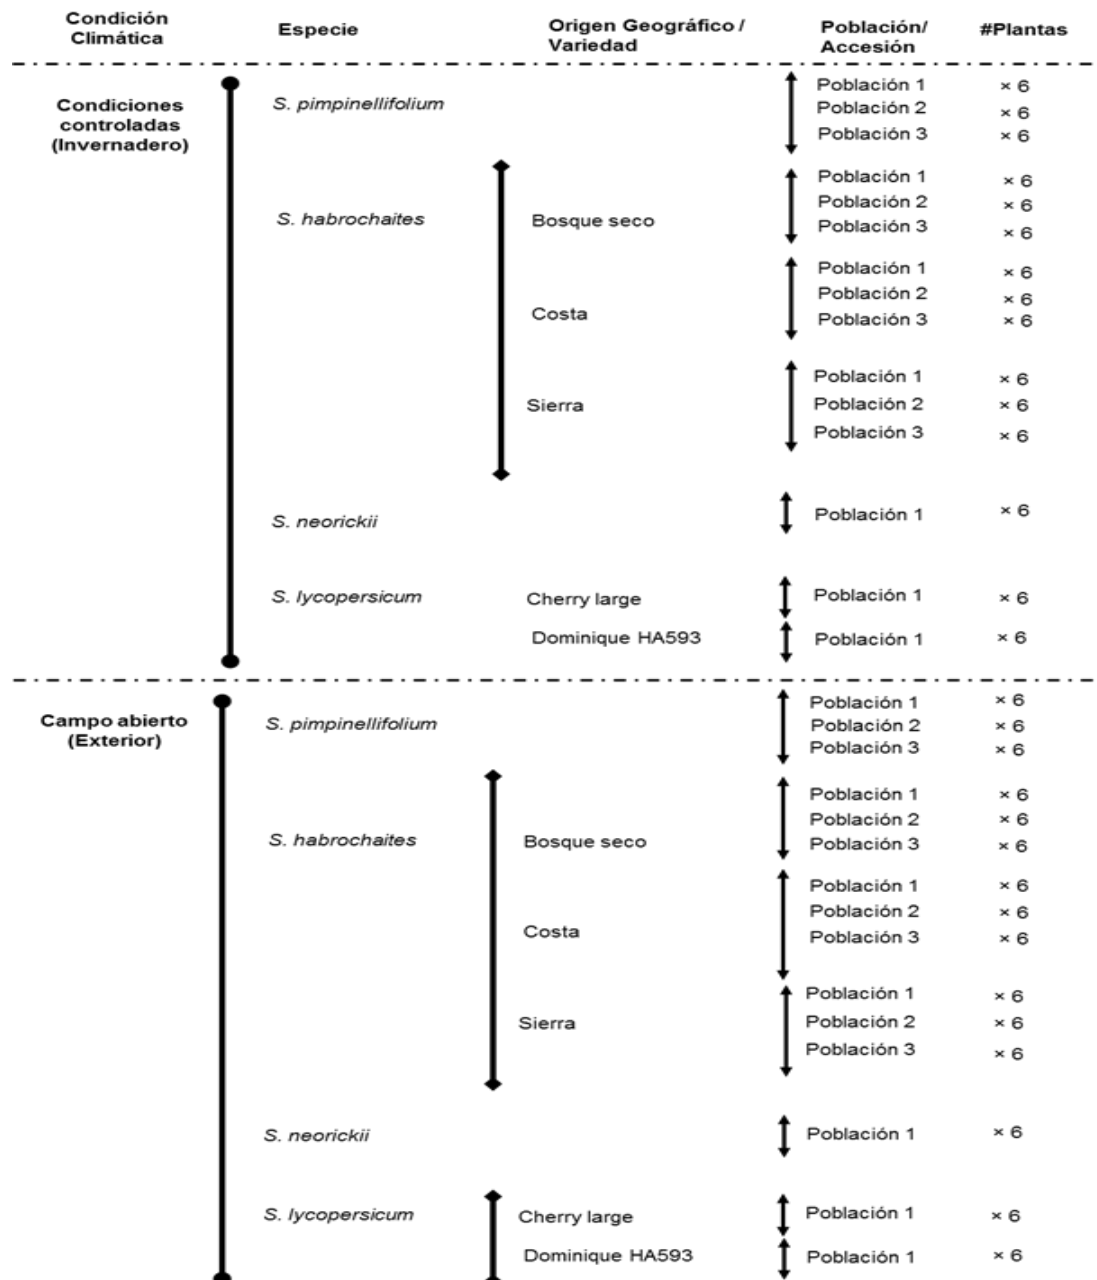 Condición Climática Especie Origen Geográfico / Variedad Población/ Accesión #Plantas
Condiciones controladas (Invernadero)
S. pimpinellifolium Población 1 × 6
Población 2 × 6
Población 3 × 6
S. habrochaites Bosque seco Población 1 × 6
Población 2 × 6
Población 3 × 6
Costa Población 1 × 6
Población 2 × 6
Población 3 × 6
Sierra Población 1 × 6
Población 2 × 6
Población 3 × 6
S. neorickii Población 1 × 6
S. lycopersicum Cherry large Población 1 × 6
Dominique HA593 Población 1 × 6
Campo abierto (Exterior)
S. pimpinellifolium Población 1 × 6
Población 2 × 6
Población 3 × 6
S. habrochaites Bosque seco Población 1 × 6
Población 2 × 6
Población 3 × 6
Costa Población 1 × 6
Población 2 × 6
Población 3 × 6
Sierra Población 1 × 6
Población 2 × 6
Población 3 × 6
S. neorickii Población 1 × 6
S. lycopersicum Cherry large Población 1 × 6
Dominique HA593 Población 1 × 6